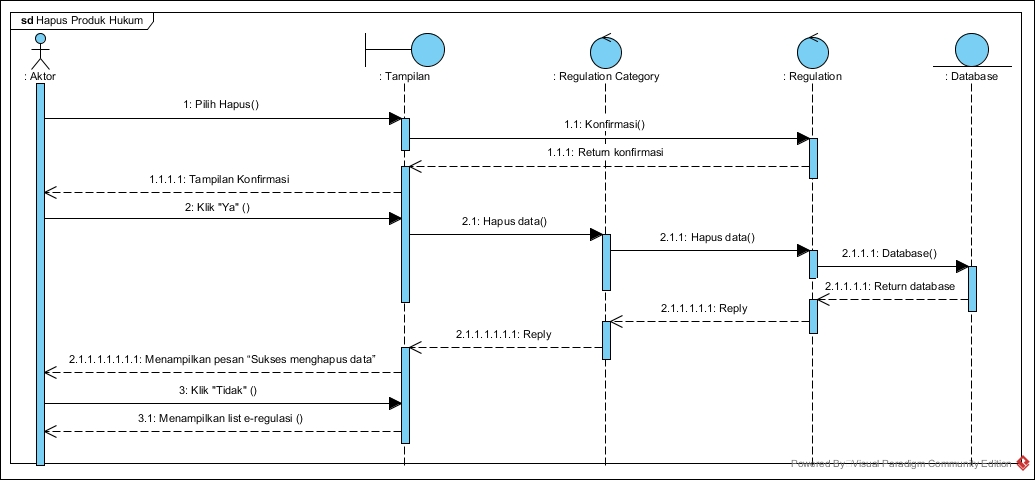 sd Hapus Produk Hukum
: Aktor
: Tampilan
: Regulation Category
: Regulation
: Database
1: Pilih Hapus()
1.1: Konfirmasi()
1.1.1: Return konfirmasi
1.1.1.1: Tampilan Konfirmasi
2: Klik "Ya" ()
2.1: Hapus data()
2.1.1: Hapus data()
2.1.1.1: Database()
2.1.1.1.1: Return database
2.1.1.1.1.1: Reply
2.1.1.1.1.1.1: Reply
2.1.1.1.1.1.1.1: Menampilkan pesan “Sukses menghapus data”
3: Klik "Tidak" ()
3.1: Menampilkan list e-regulasi ()
Powered By Visual Paradigm Community Edition